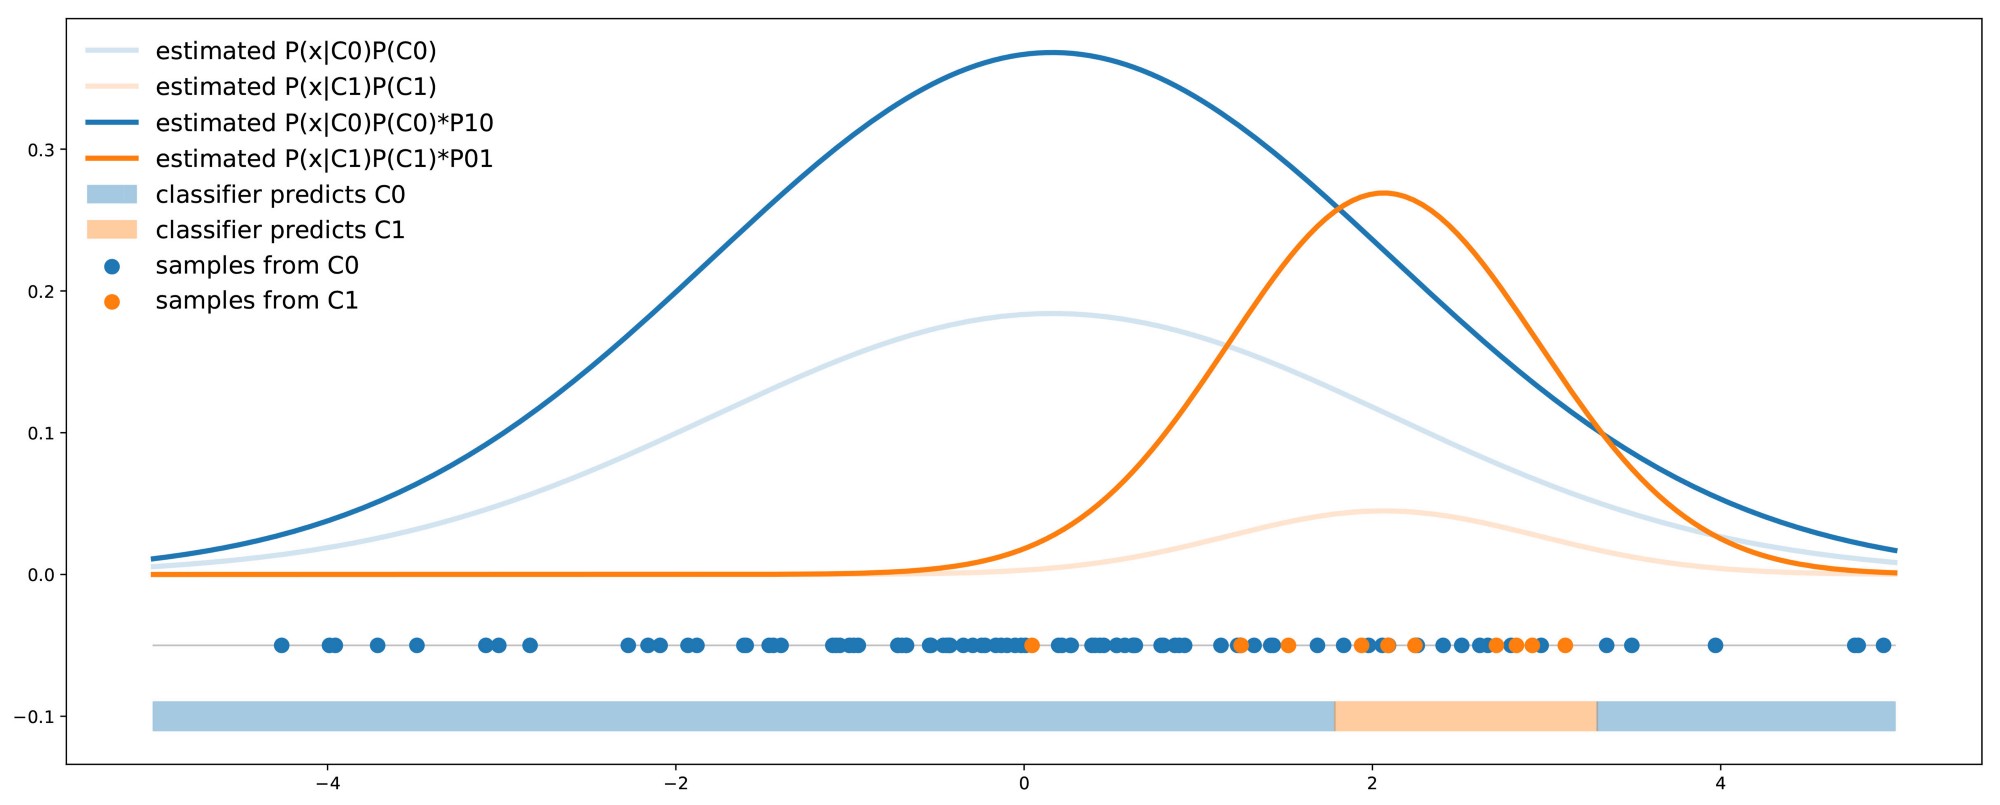 estimated P(x|C0)P(C0)
estimated P(x|C1)P(C1)
estimated P(x|C0)P(C0)*P10
estimated P(x|C1)P(C1)*P01
classifier predicts C0
classifier predicts C1
samples from C0
samples from C1
0.3
0.2
0.1
0.0
−0.1
−4
−2
0
2
4